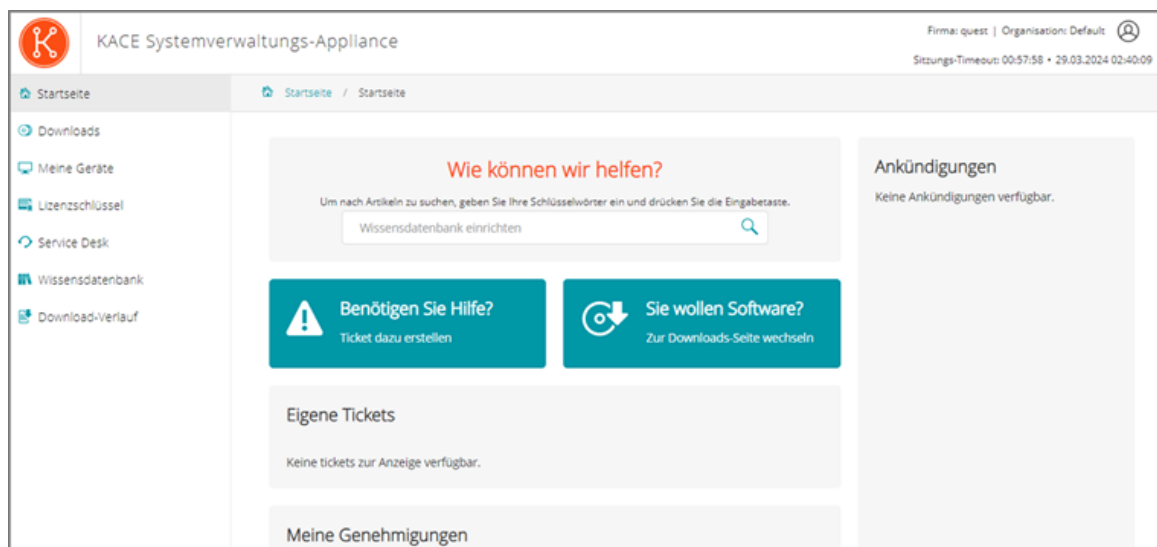 KACE Systemverwaltungs-Appliance
Firma: quest | Organisation: Default
Sitzungs-Timeout: 00:57:58 • 29.03.2024 02:40:09
Startseite
Downloads
Meine Geräte
Lizenzschlüssel
Service Desk
Wissensdatenbank
Download-Verlauf
Startseite / Startseite
Wie können wir helfen?
Um nach Artikeln zu suchen, geben Sie Ihre Schlüsselwörter ein und drücken Sie die Eingabetaste.
Wissensdatenbank einrichten
Benötigen Sie Hilfe?
Ticket dazu erstellen
Sie wollen Software?
Zur Downloads-Seite wechseln
Eigene Tickets
Keine tickets zur Anzeige verfügbar.
Meine Genehmigungen
Ankündigungen
Keine Ankündigungen verfügbar.